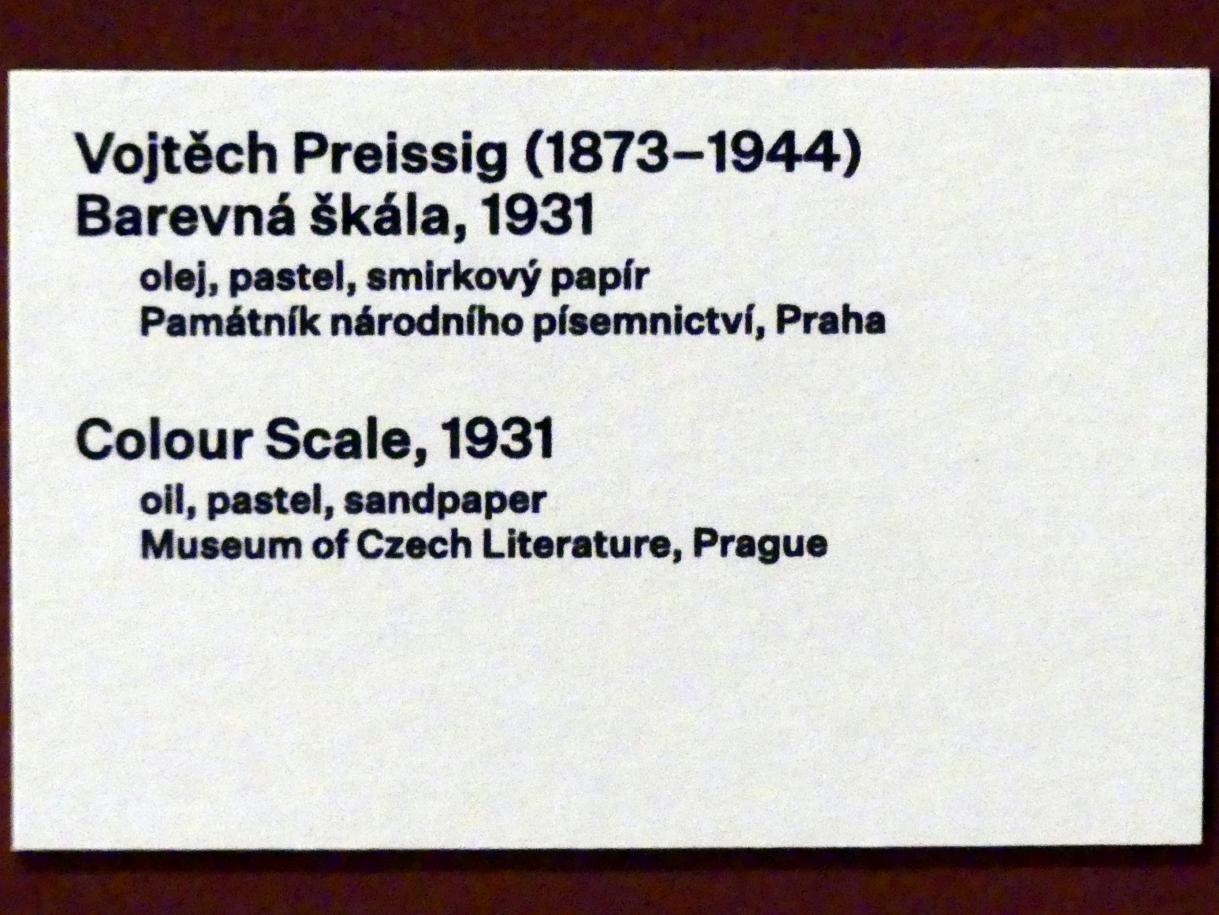 Vojtěch Preissig (1873–1944)
Barevná škála, 1931
olej, pastel, smirkový papír
Památník národního písemnictví, Praha
Colour Scale, 1931
oil, pastel, sandpaper
Museum of Czech Literature, Prague